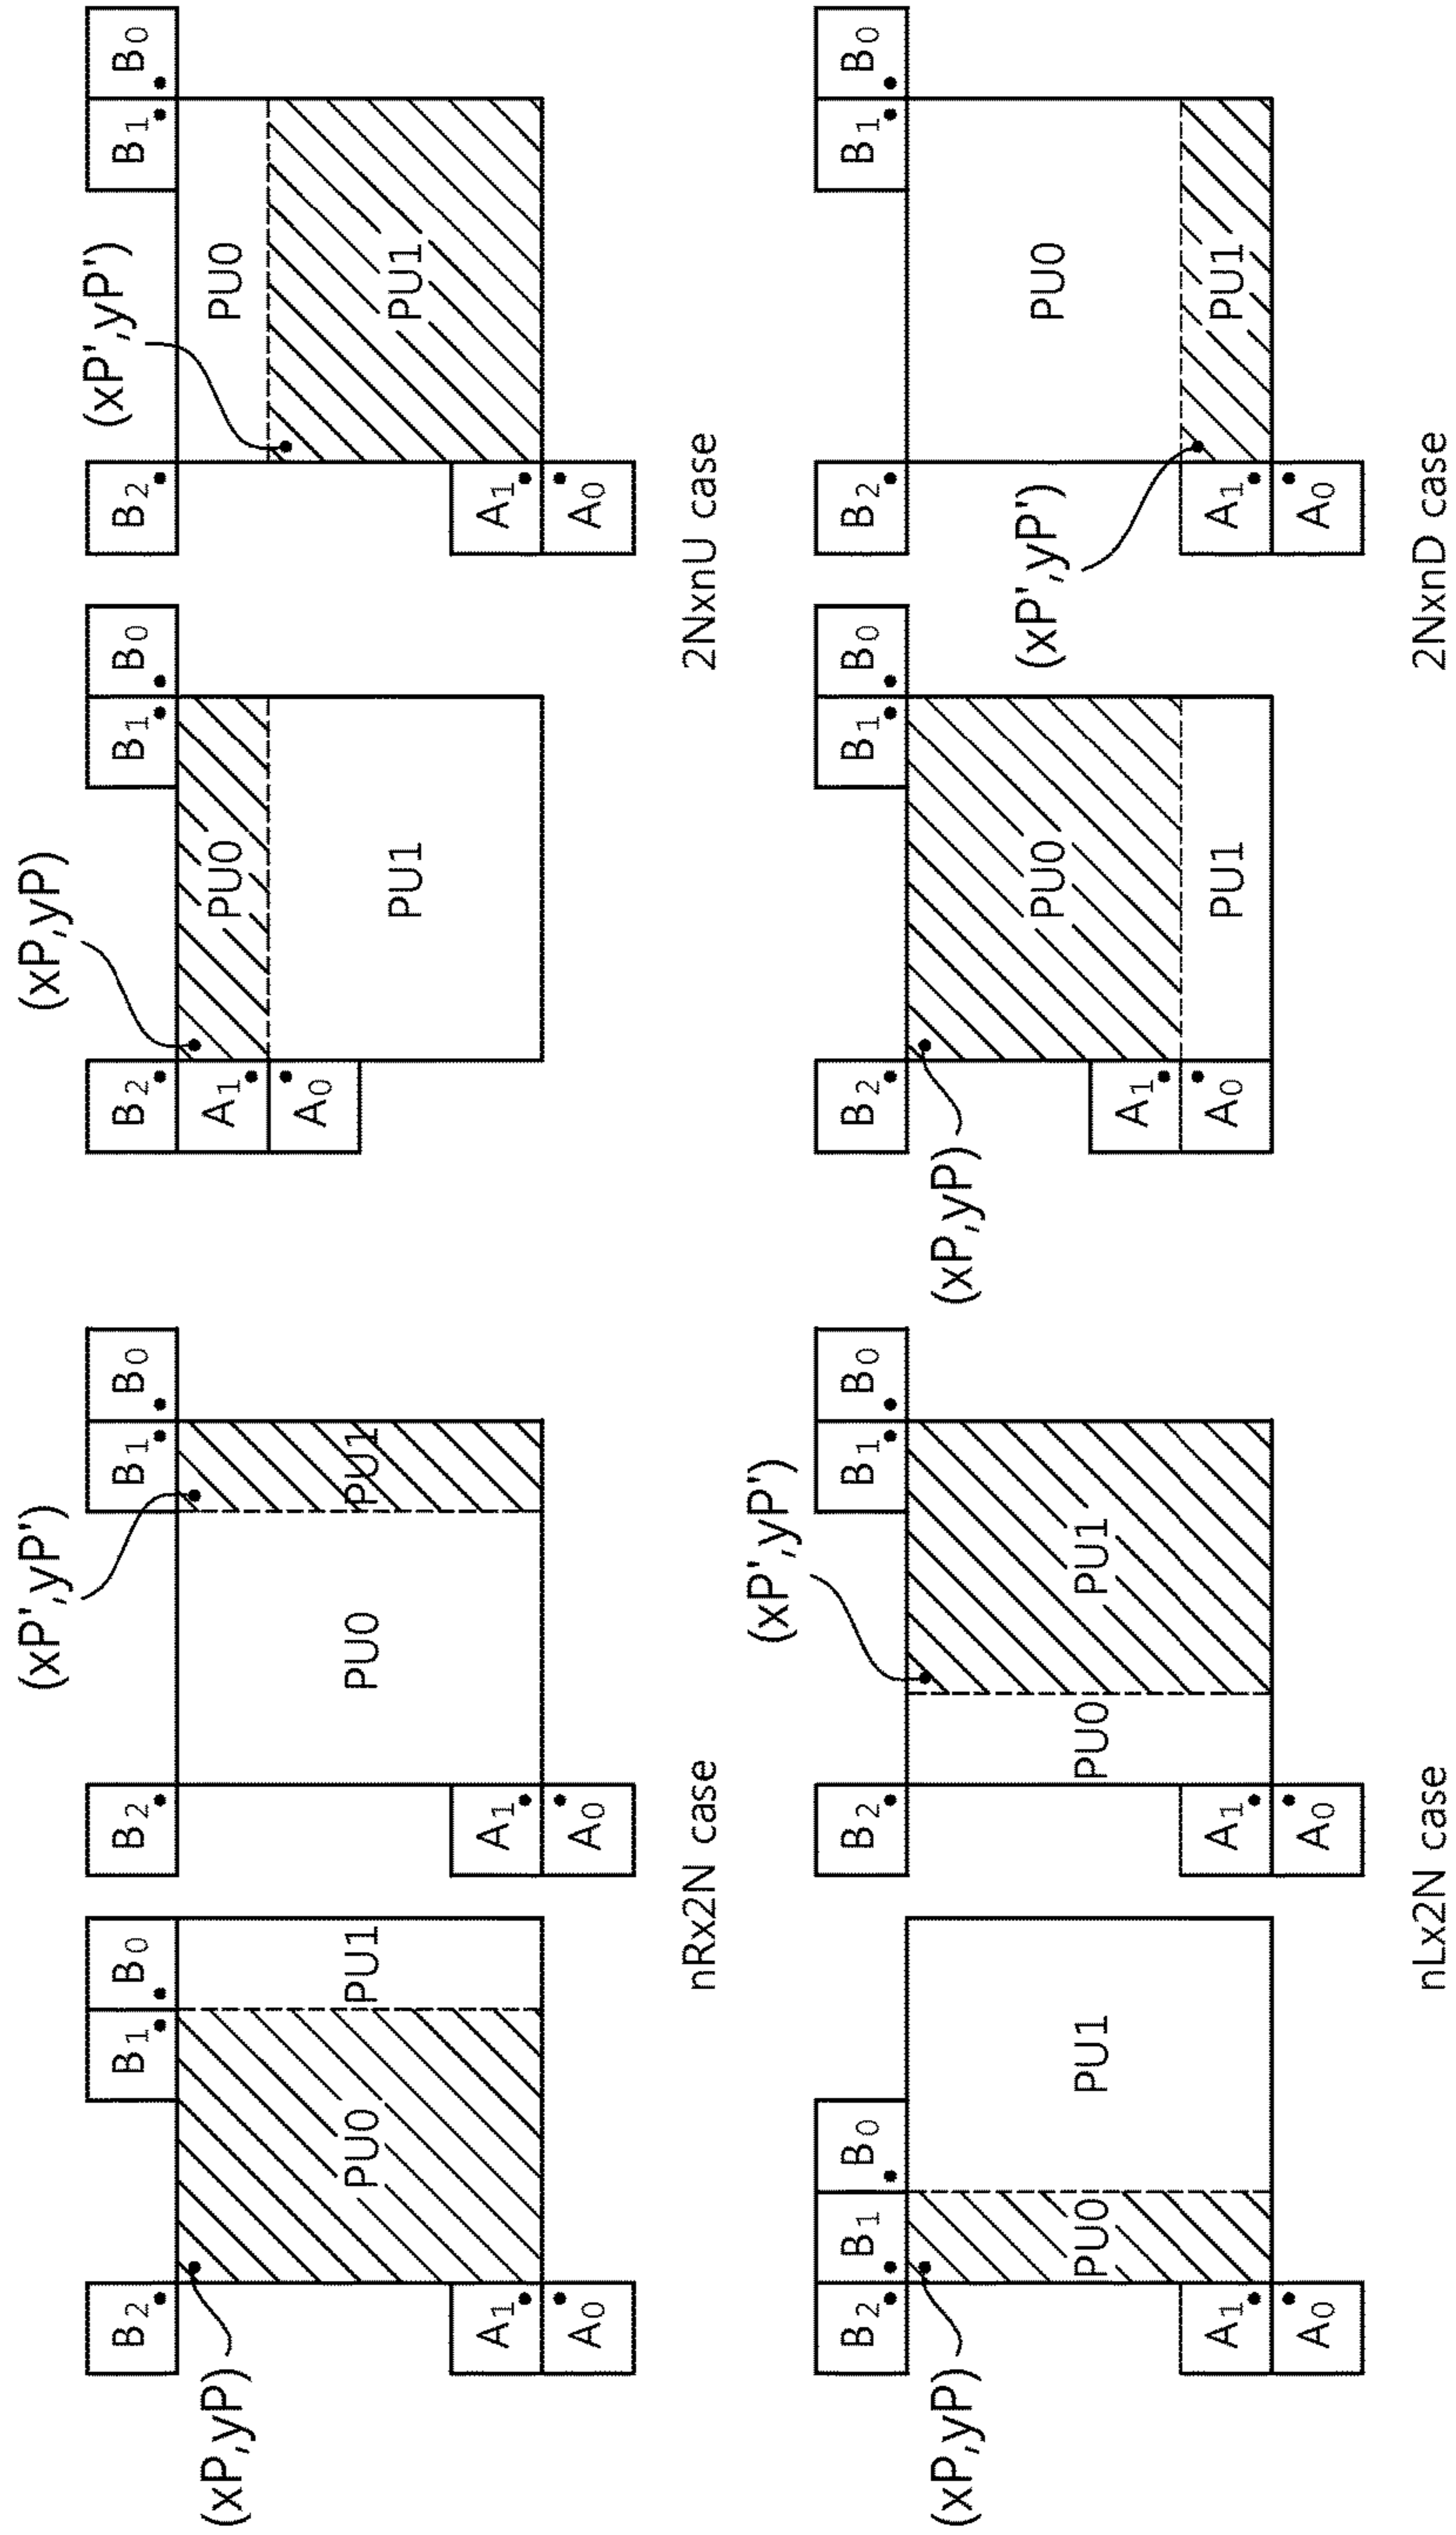 (xP,yP)
B₂ B₁ B₀
PU0 PU1
A₁
A₀
(xP',yP')
B₂ B₁ B₀
PU0 PU1
A₁
A₀
nRx2N case
(xP,yP)
B₂ B₁ B₀
A₁ PU0
A₀
PU1
(xP',yP')
B₂ B₁ B₀
PU0
PU1
A₁
A₀
2NxnU case
(xP,yP)
B₂ B₁ B₀
PU0 PU1
A₁
A₀
(xP',yP')
B₂ B₁ B₀
PU0 PU1
A₁
A₀
nLx2N case
(xP,yP)
B₂ B₁ B₀
PU0
A₁
A₀ PU1
(xP',yP')
B₂ B₁ B₀
PU0
A₁ PU1
A₀
2NxnD case